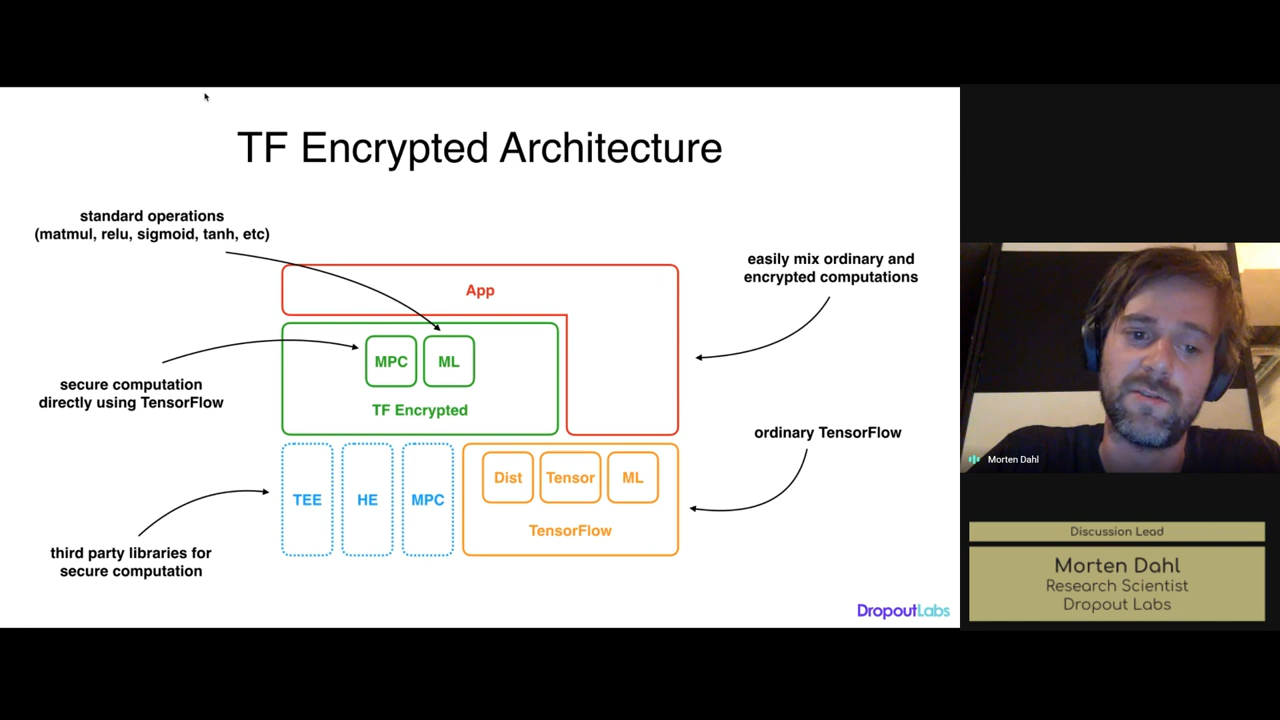 TF Encrypted Architecture
standard operations
(matmul, relu, sigmoid, tanh, etc)
easily mix ordinary and
encrypted computations
App
MPC
ML
TF Encrypted
secure computation
directly using TensorFlow
ordinary TensorFlow
TEE
HE
MPC
Dist
Tensor
ML
TensorFlow
third party libraries for
secure computation
DropoutLabs
Morten Dahl
Discussion Lead
Morten Dahl
Research Scientist
Dropout Labs